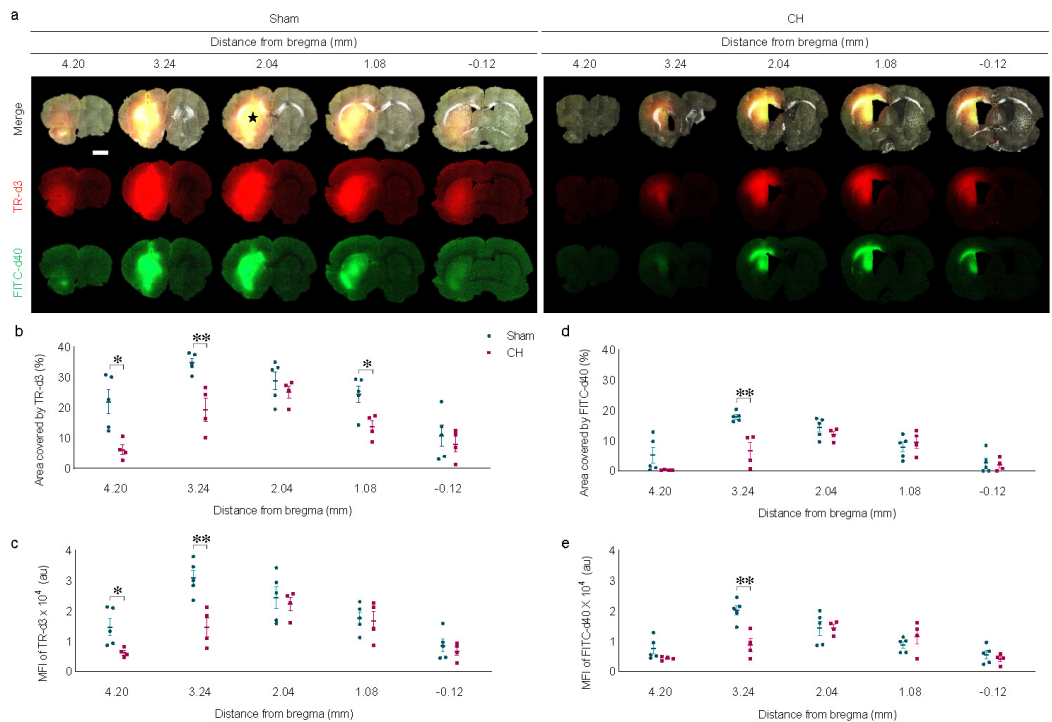 a
Sham
CH
Distance from bregma (mm)
Distance from bregma (mm)
4.20 3.24 2.04 1.08 -0.12
4.20 3.24 2.04 1.08 -0.12
Merge
TR-d3
FITC-d40
b
Area covered by TR-d3 (%)
40
30
20
10
0
* ** *
Sham
CH
4.20 3.24 2.04 1.08 -0.12
Distance from bregma (mm)
d
Area covered by FITC-d40 (%)
40
30
20
10
0
**
4.20 3.24 2.04 1.08 -0.12
Distance from bregma (mm)
c
MFI of TR-d3 x 10⁴ (au)
4
3
2
1
0
* **
4.20 3.24 2.04 1.08 -0.12
Distance from bregma (mm)
e
MFI of FITC-d40 X 10⁴ (au)
4
3
2
1
0
**
4.20 3.24 2.04 1.08 -0.12
Distance from bregma (mm)